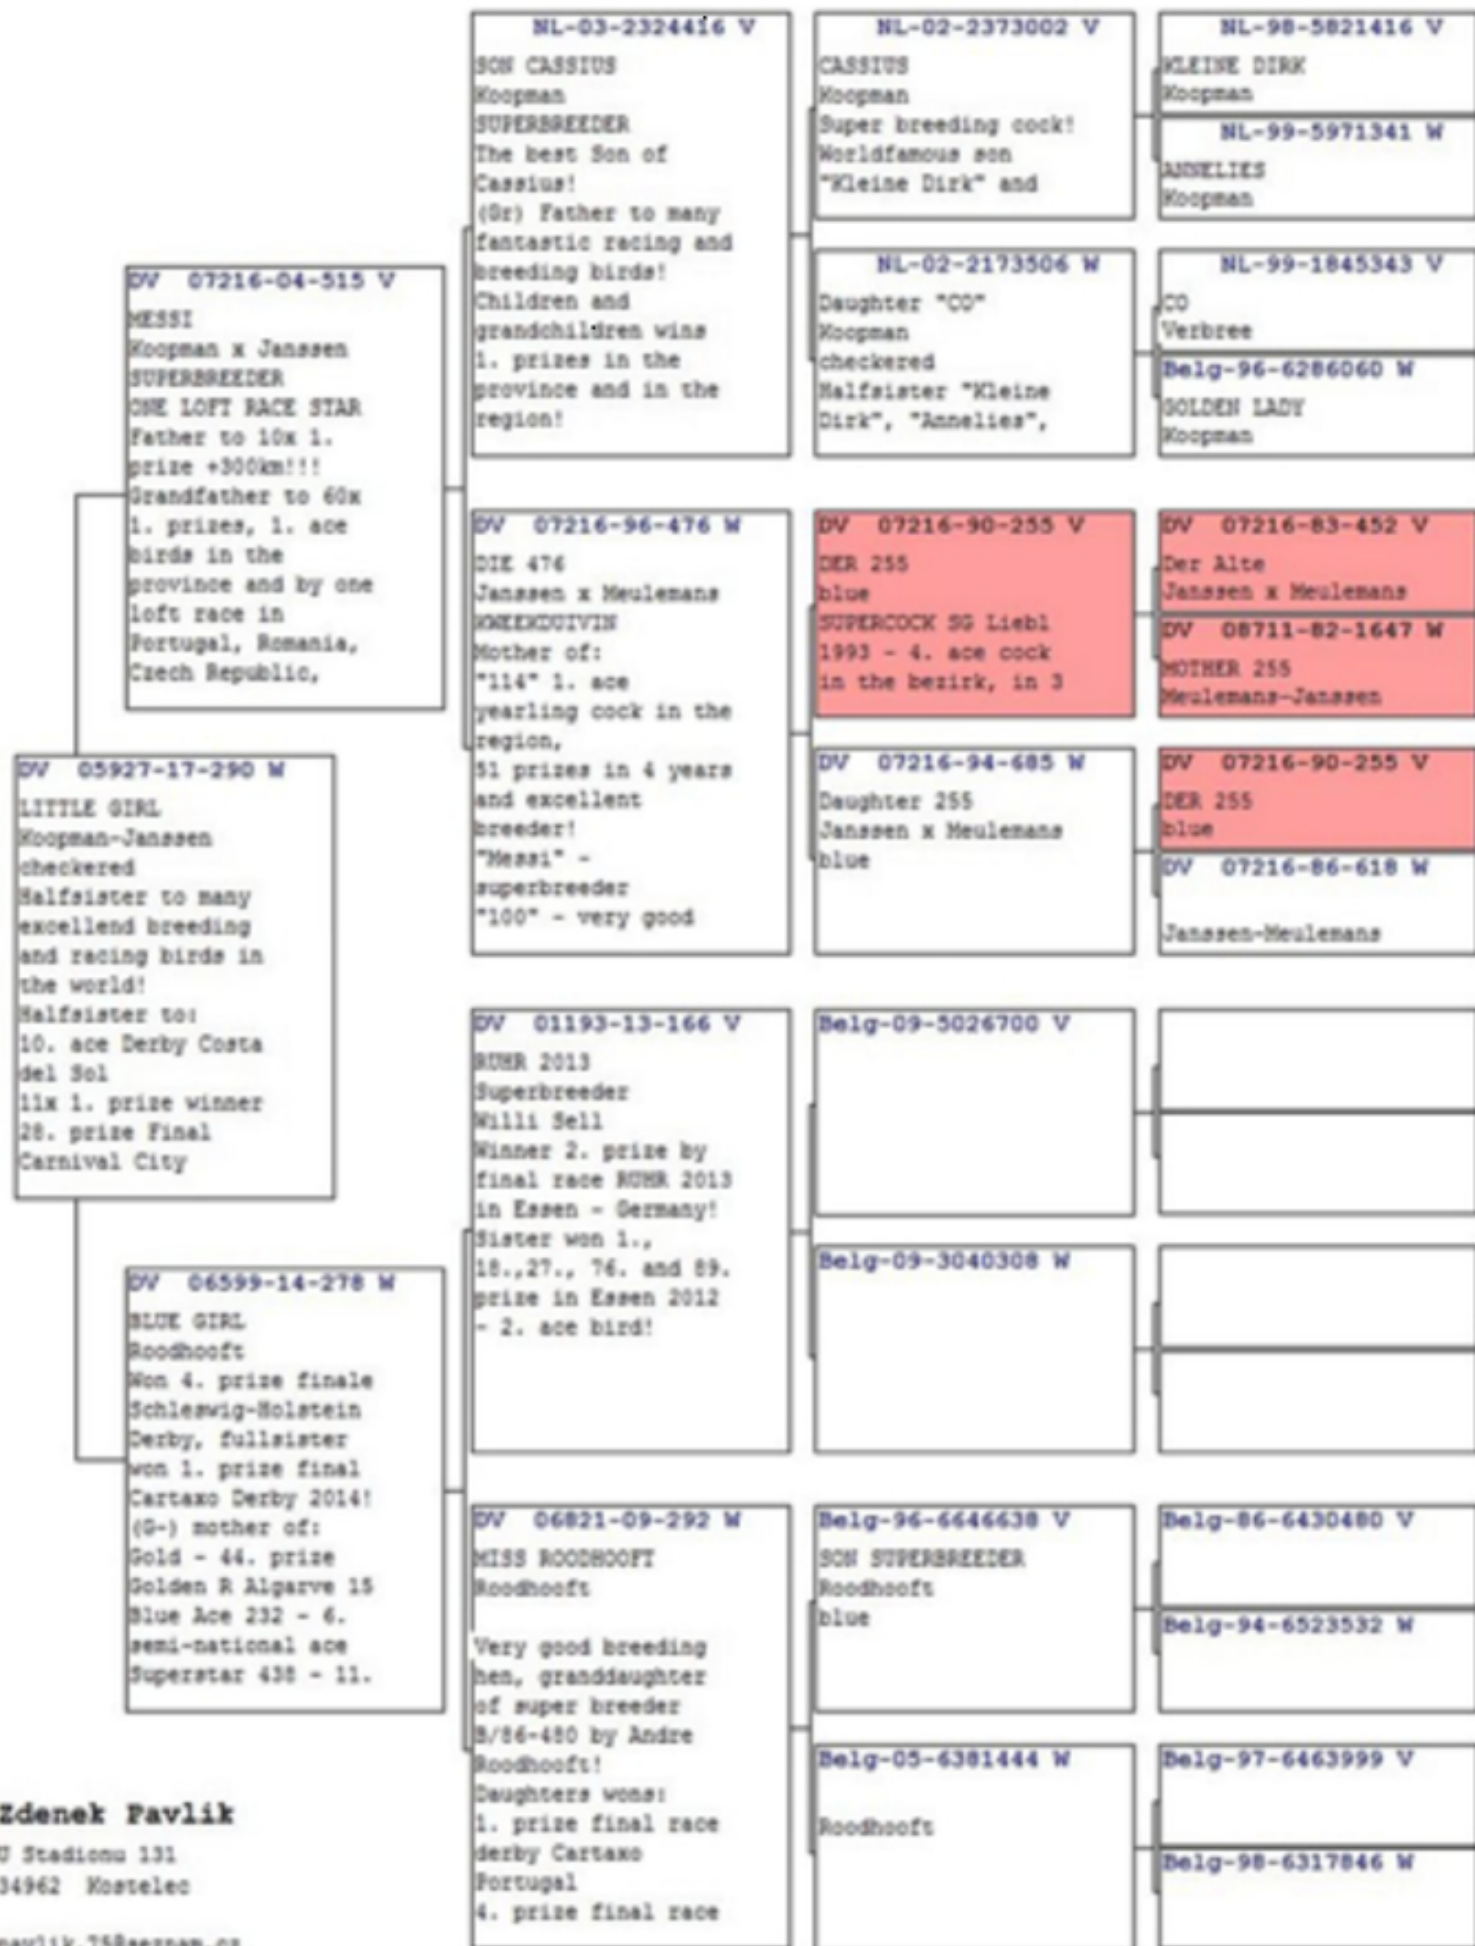 DV 05927-17-290 W
LITTLE GIRL
Koopman-Janssen
checkered
Halfsister to many
excellend breeding
and racing birds in
the world!
Halfsister to:
10. ace Derby Costa
del Sol
11x 1. prize winner
28. prize Final
Carnival City
DV 07216-04-515 V
MESSI
Koopman x Janssen
SUPERBREEDER
ONE LOFT RACE STAR
Father to 10x 1.
prize +300km!!!
Grandfather to 60x
1. prizes, 1. ace
birds in the
province and by one
loft race in
Portugal, Romania,
Czech Republic,
DV 06599-14-278 W
BLUE GIRL
Roodhooft
Won 4. prize finale
Schleswig-Holstein
Derby, fullsister
won 1. prize final
Cartaxo Derby 2014!
(G-) mother of:
Gold - 44. prize
Golden R Algarve 15
Blue Ace 232 - 6.
semi-national ace
Superstar 438 - 11.
NL-03-2324416 V
SON CASSIUS
Koopman
SUPERBREEDER
The best Son of
Cassius!
(Gr) Father to many
fantastic racing and
breeding birds!
Children and
grandchildren wins
1. prizes in the
province and in the
region!
DV 07216-96-476 W
DIE 476
Janssen x Meulemans
KWEEKDUIVIN
Mother of:
"114" 1. ace
yearling cock in the
region,
51 prizes in 4 years
and excellent
breeder!
"Messi" -
superbreeder
"100" - very good
DV 01193-13-166 V
RUHR 2013
Superbreeder
Willi Sell
Winner 2. prize by
final race RUHR 2013
in Essen - Germany!
Sister won 1.,
18.,27., 76. and 89.
prize in Essen 2012
- 2. ace bird!
DV 06821-09-292 W
MISS ROODHOOFT
Roodhooft
Very good breeding
hen, granddaughter
of super breeder
B/86-480 by Andre
Roodhooft!
Daughters wons:
1. prize final race
derby Cartaxo
Portugal
4. prize final race
NL-02-2373002 V
CASSIUS
Koopman
Super breeding cock!
Worldfamous son
"Kleine Dirk" and
NL-02-2173506 W
Daughter "CO"
Koopman
checkered
Halfsister "Kleine
Dirk", "Annelies",
DV 07216-90-255 V
DER 255
blue
SUPERCOCK SG Liebl
1993 - 4. ace cock
in the bezirk, in 3
DV 07216-94-685 W
Daughter 255
Janssen x Meulemans
blue
Belg-09-5026700 V
Belg-09-3040308 W
Belg-96-6646638 V
SON SUPERBREEDER
Roodhooft
blue
Belg-05-6381444 W
Roodhooft
NL-98-5821416 V
KLEINE DIRK
Koopman
NL-99-5971341 W
ANNELIES
Koopman
NL-99-1845343 V
CO
Verbree
Belg-96-6286060 W
GOLDEN LADY
Koopman
DV 07216-83-452 V
Der Alte
Janssen x Meulemans
DV 08711-82-1647 W
MOTHER 255
Meulemans-Janssen
DV 07216-90-255 V
DER 255
blue
DV 07216-86-618 W
Janssen-Meulemans
Belg-86-6430480 V
Belg-94-6523532 W
Belg-97-6463999 V
Belg-98-6317846 W
Zdenek Pavlik
U Stadionu 131
34962 Kostelec
pavlik.75@seznam.cz